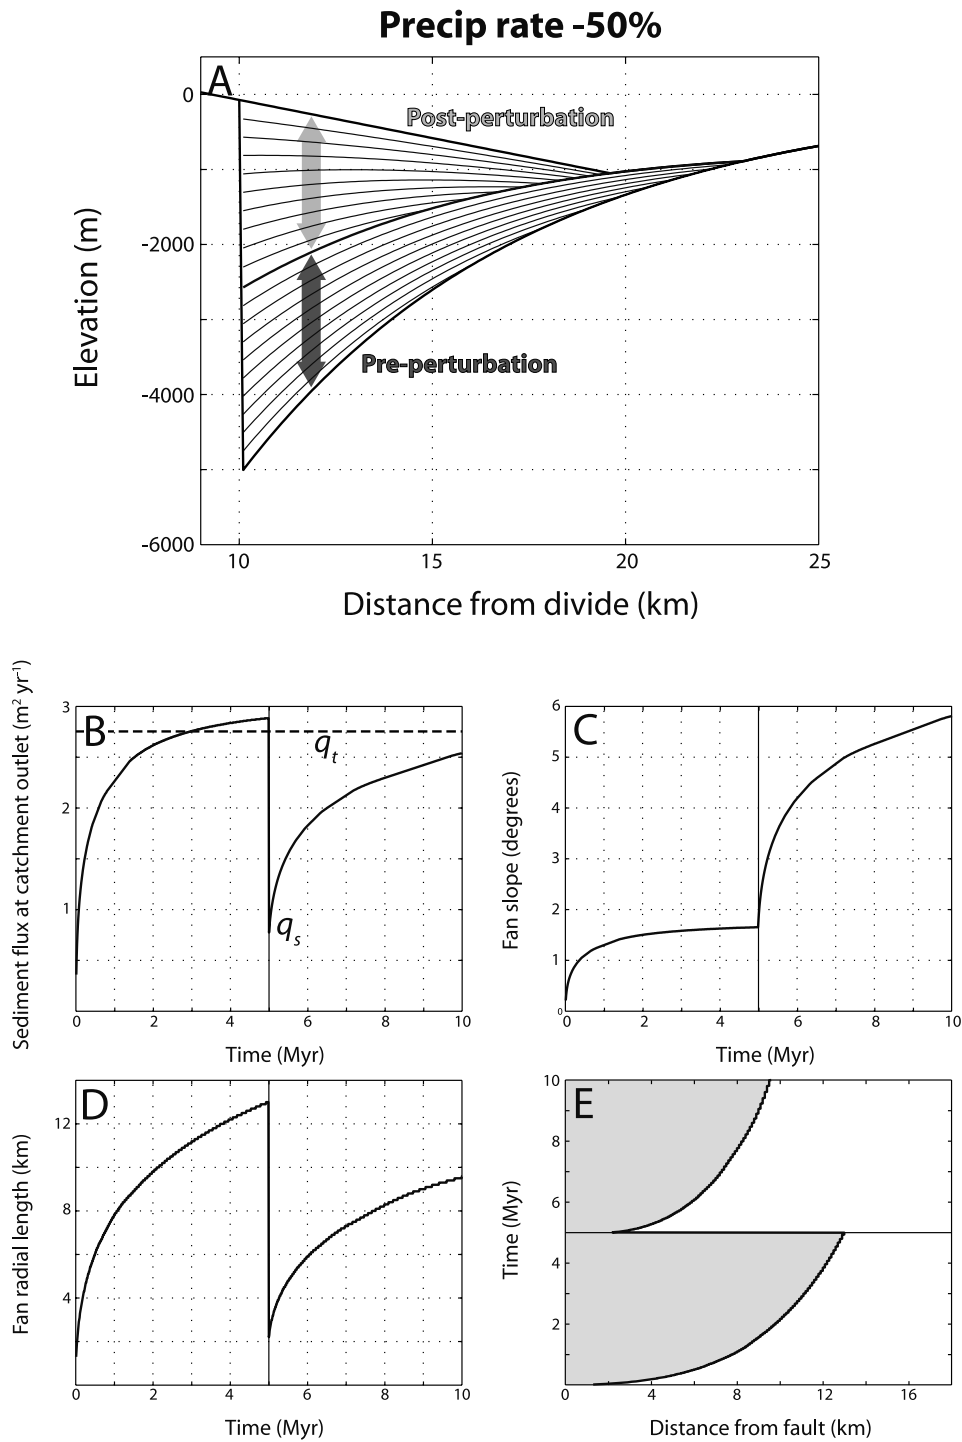 Precip rate -50%
A
Post-perturbation
Pre-perturbation
Elevation (m)
0
-2000
-4000
-6000
10
15
20
25
Distance from divide (km)
B
Sediment flux at catchment outlet (m² yr⁻¹)
3
2
1
qt
qs
0
2
4
6
8
10
Time (Myr)
C
Fan slope (degrees)
6
5
4
3
2
1
0
0
2
4
6
8
10
Time (Myr)
D
Fan radial length (km)
12
8
4
0
2
4
6
8
10
Time (Myr)
E
Time (Myr)
10
8
6
4
2
0
4
8
12
16
Distance from fault (km)